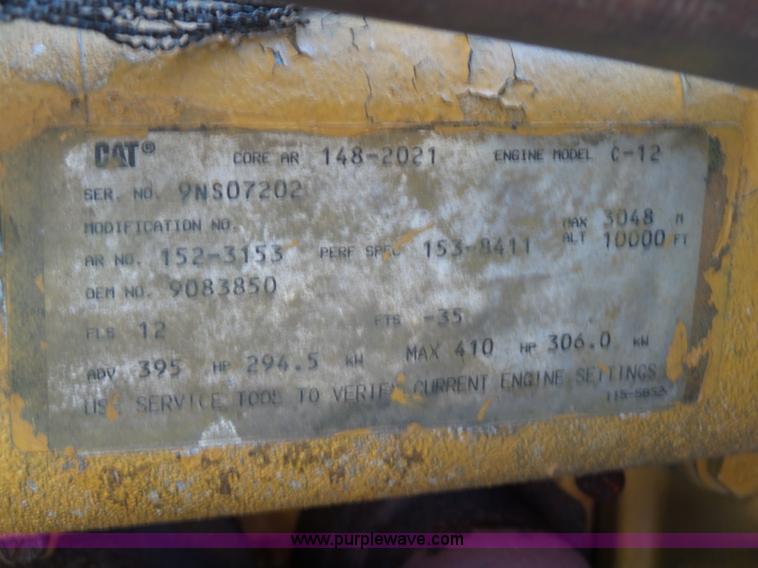 CAT® CORE AR 148-2021 ENGINE MODEL C-12
SER. NO. 9NS07202
MODIFICATION NO. MAX 3048 M
AR NO. 152-3153 PERF SPEC 153-8411 ALT 10000 FT
OEM NO. 9083850
FLS 12 FTS -35
ADV 395 HP 294.5 KW MAX 410 HP 306.0 KW
USE SERVICE TOOL TO VERIFY CURRENT ENGINE SETTINGS
115-5852
www.purplewave.com